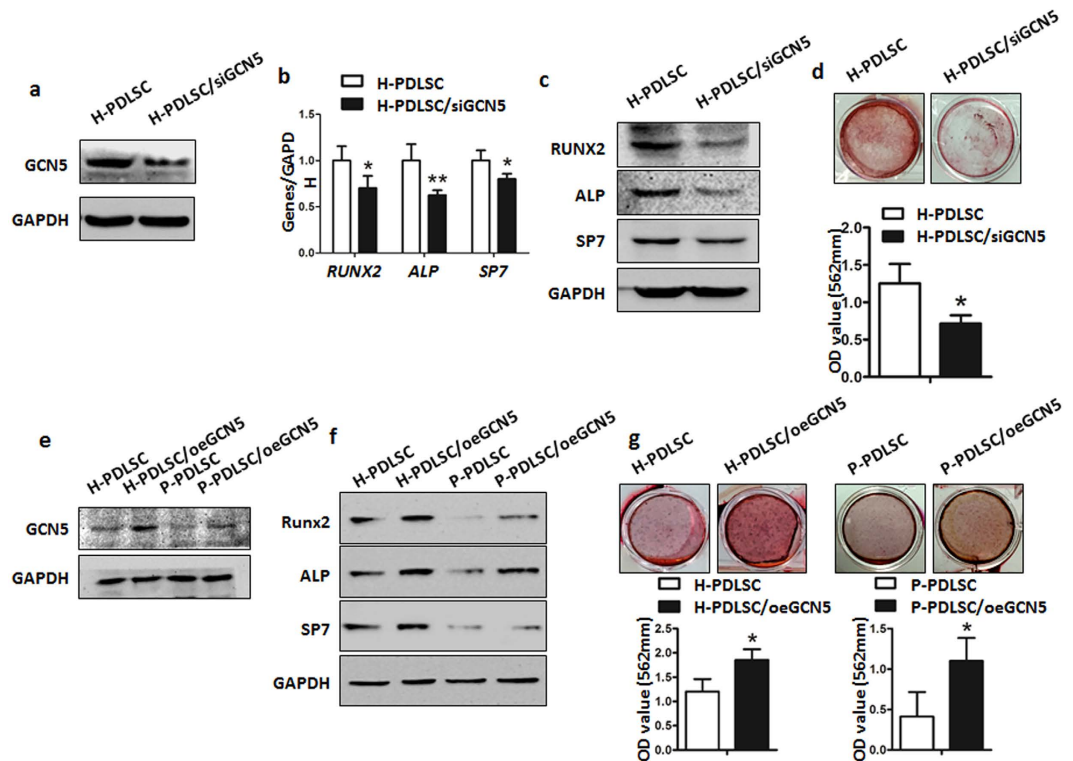 a
H-PDLSC
H-PDLSC/siGCN5
GCN5
GAPDH
b
H-PDLSC
H-PDLSC/siGCN5
Genes/GAPD
H
1.5
1.0
0.5
0.0
*
**
*
RUNX2
ALP
SP7
c
H-PDLSC
H-PDLSC/siGCN5
RUNX2
ALP
SP7
GAPDH
d
H-PDLSC
H-PDLSC/siGCN5
H-PDLSC
H-PDLSC/siGCN5
OD value (562mm)
2.0
1.5
1.0
0.5
0.0
*
e
H-PDLSC
H-PDLSC/oeGCN5
P-PDLSC
P-PDLSC/oeGCN5
GCN5
GAPDH
f
H-PDLSC
H-PDLSC/oeGCN5
P-PDLSC
P-PDLSC/oeGCN5
Runx2
ALP
SP7
GAPDH
g
H-PDLSC
H-PDLSC/oeGCN5
P-PDLSC
P-PDLSC/oeGCN5
H-PDLSC
H-PDLSC/oeGCN5
OD value (562mm)
2.5
2.0
1.5
1.0
0.5
0.0
*
P-PDLSC
P-PDLSC/oeGCN5
OD value (562mm)
1.5
1.0
0.5
0.0
*